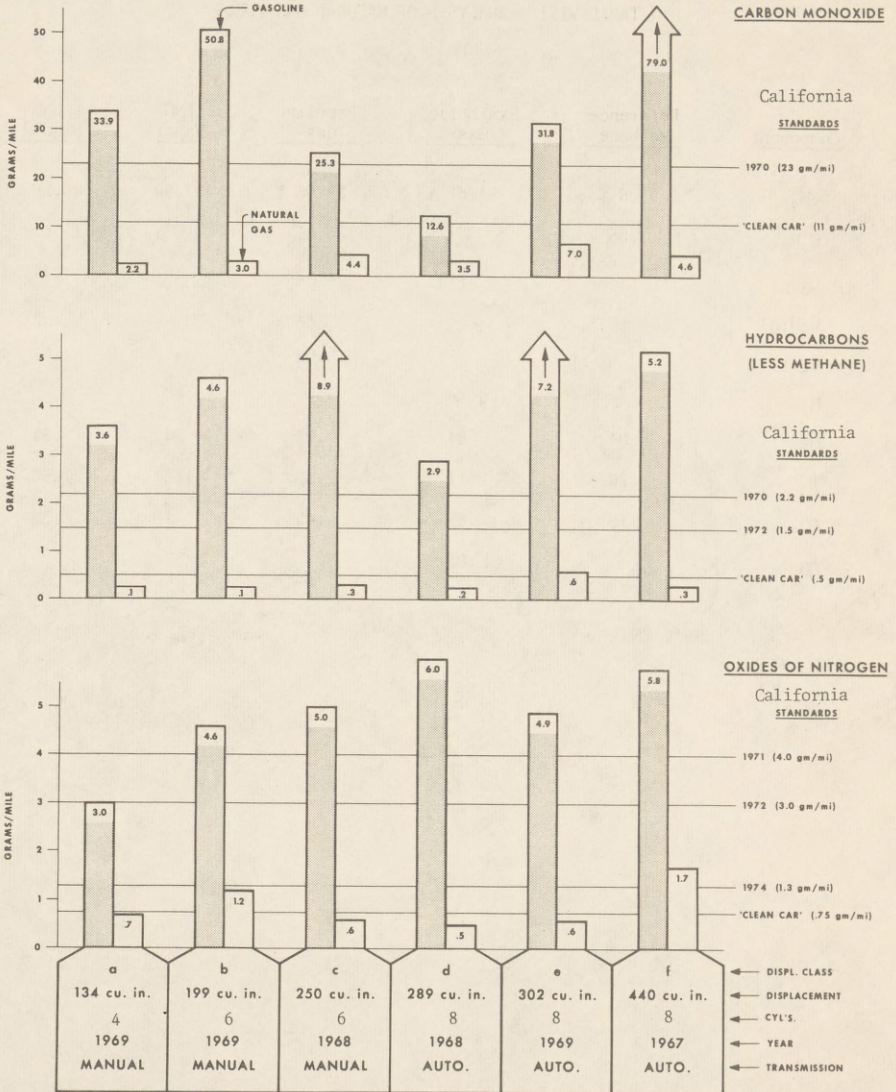 CARBON MONOXIDE
GASOLINE
50
40
30
20
10
0
GRAMS/MILE
33.9
2.2
50.8
NATURAL
GAS
3.0
25.3
4.4
12.6
3.5
31.8
7.0
79.0
4.6
California
STANDARDS
1970 (23 gm/mi)
'CLEAN CAR' (11 gm/mi)
HYDROCARBONS
(LESS METHANE)
5
4
3
2
1
0
GRAMS/MILE
3.6
.1
4.6
.1
8.9
.3
2.9
.2
7.2
.6
5.2
.3
California
STANDARDS
1970 (2.2 gm/mi)
1972 (1.5 gm/mi)
'CLEAN CAR' (.5 gm/mi)
OXIDES OF NITROGEN
5
4
3
2
1
0
GRAMS/MILE
3.0
.7
4.6
1.2
5.0
.6
6.0
.5
4.9
.6
5.8
1.7
California
STANDARDS
1971 (4.0 gm/mi)
1972 (3.0 gm/mi)
1974 (1.3 gm/mi)
'CLEAN CAR' (.75 gm/mi)
a b c d e f DISPL. CLASS
134 cu. in. 199 cu. in. 250 cu. in. 289 cu. in. 302 cu. in. 440 cu. in. DISPLACEMENT
4 6 6 8 8 8 CYL'S.
1969 1969 1968 1968 1969 1967 YEAR
MANUAL MANUAL MANUAL AUTO. AUTO. AUTO. TRANSMISSION